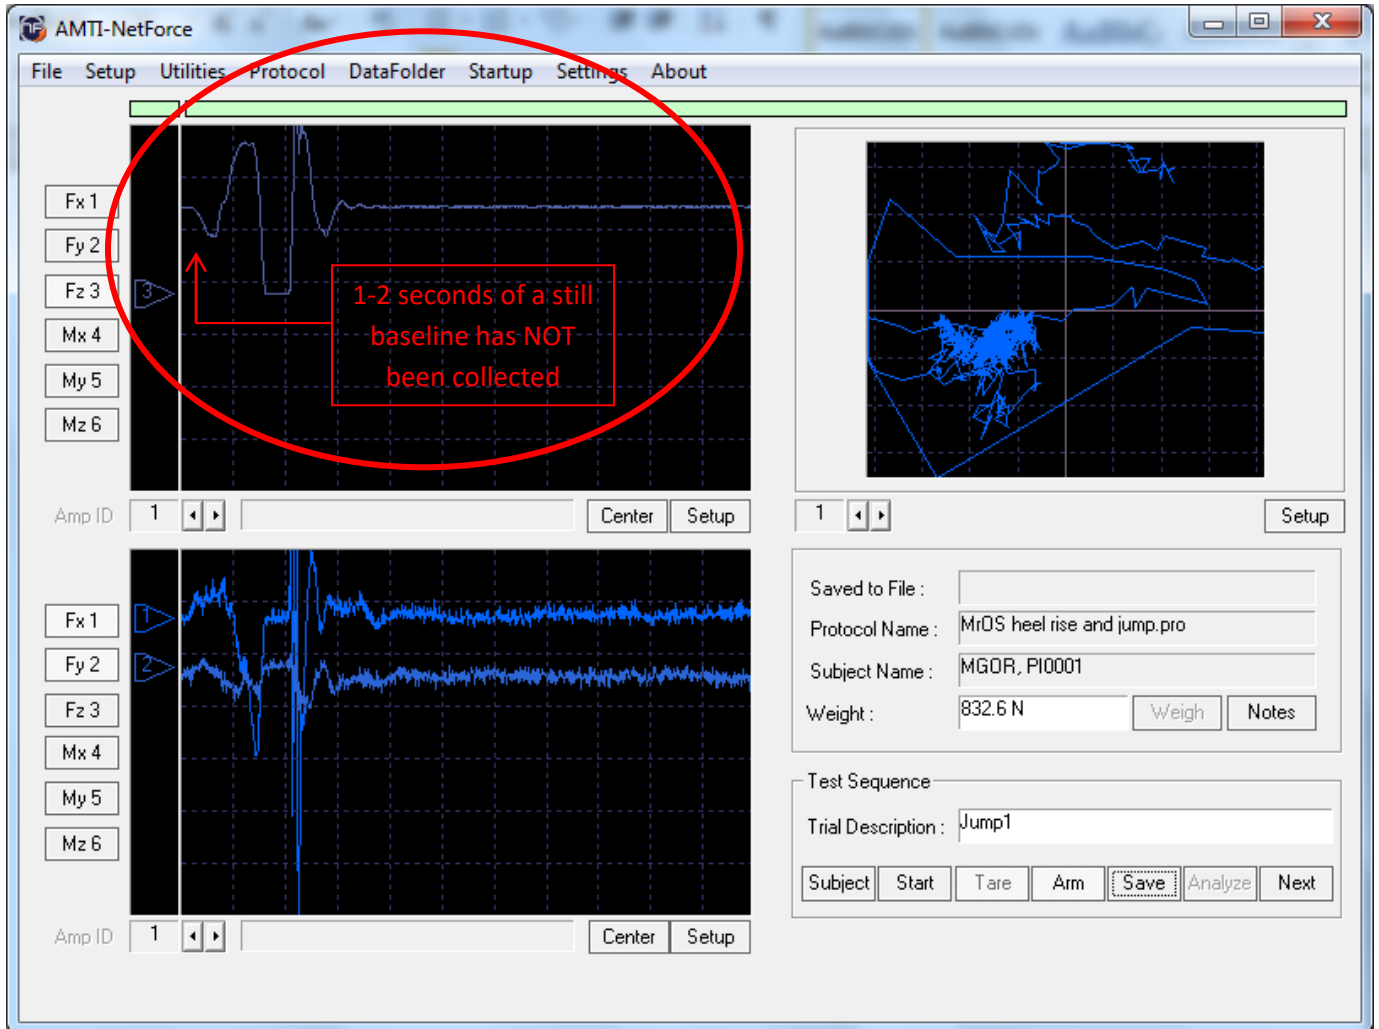 AMTI-NetForce
File Setup Utilities Protocol DataFolder Startup Settings About
Fx 1
Fy 2
Fz 3
Mx 4
My 5
Mz 6
3
1-2 seconds of a still
baseline has NOT
been collected
Amp ID 1 Center Setup
1 Setup
Fx 1
Fy 2
Fz 3
Mx 4
My 5
Mz 6
1
2
Amp ID 1 Center Setup
Saved to File :
Protocol Name : MrOS heel rise and jump.pro
Subject Name : MGOR, PI0001
Weight : 832.6 N Weigh Notes
Test Sequence
Trial Description : Jump1
Subject Start Tare Arm Save Analyze Next